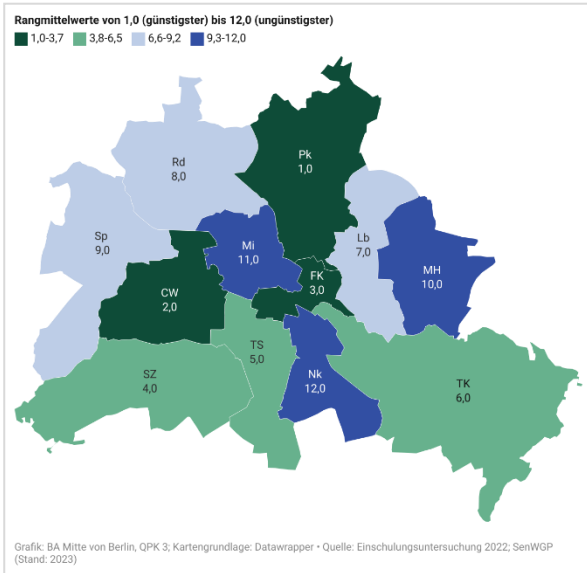 Rangmittelwerte von 1,0 (günstigster) bis 12,0 (ungünstigster)
1,0-3,7 3,8-6,5 6,6-9,2 9,3-12,0
Pk
1,0
Rd
8,0
Sp
9,0
Mi
11,0
Lb
7,0
MH
10,0
FK
3,0
CW
2,0
TS
5,0
SZ
4,0
Nk
12,0
TK
6,0
Grafik: BA Mitte von Berlin, QPK 3; Kartengrundlage: Datawrapper • Quelle: Einschulungsuntersuchung 2022; SenWGP
(Stand: 2023)